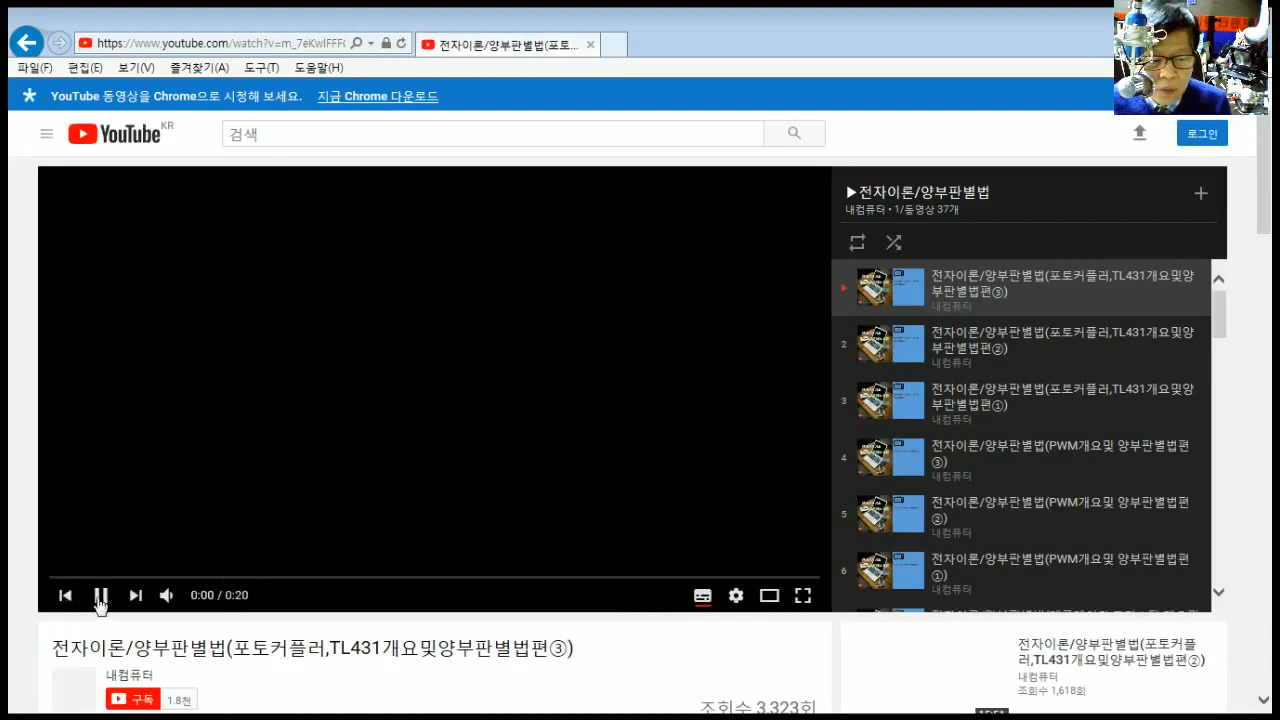 https://www.youtube.com/watch?v=m_7eKwlFFF
전자이론/양부판별법(포토...
파일(F) 편집(E) 보기(V) 즐겨찾기(A) 도구(T) 도움말(H)
YouTube 동영상을 Chrome으로 시청해 보세요. 지금 Chrome 다운로드
YouTube KR
검색
로그인
▶전자이론/양부판별법
내컴퓨터 • 1/동영상 37개
전자이론/양부판별법(포토커플러,TL431개요및양
부판별법편③)
내컴퓨터
2
전자이론/양부판별법(포토커플러,TL431개요및양
부판별법편②)
내컴퓨터
3
전자이론/양부판별법(포토커플러,TL431개요및양
부판별법편①)
내컴퓨터
4
전자이론/양부판별법(PWM개요및 양부판별법편
③)
내컴퓨터
5
전자이론/양부판별법(PWM개요및 양부판별법편
②)
내컴퓨터
6
전자이론/양부판별법(PWM개요및 양부판별법편
①)
내컴퓨터
0:00 / 0:20
전자이론/양부판별법(포토커플러,TL431개요및양부판별법편③)
내컴퓨터
구독 1.8천
조회수 3,323회
전자이론/양부판별법(포토커플
러,TL431개요및양부판별법편②)
내컴퓨터
조회수 1,618회